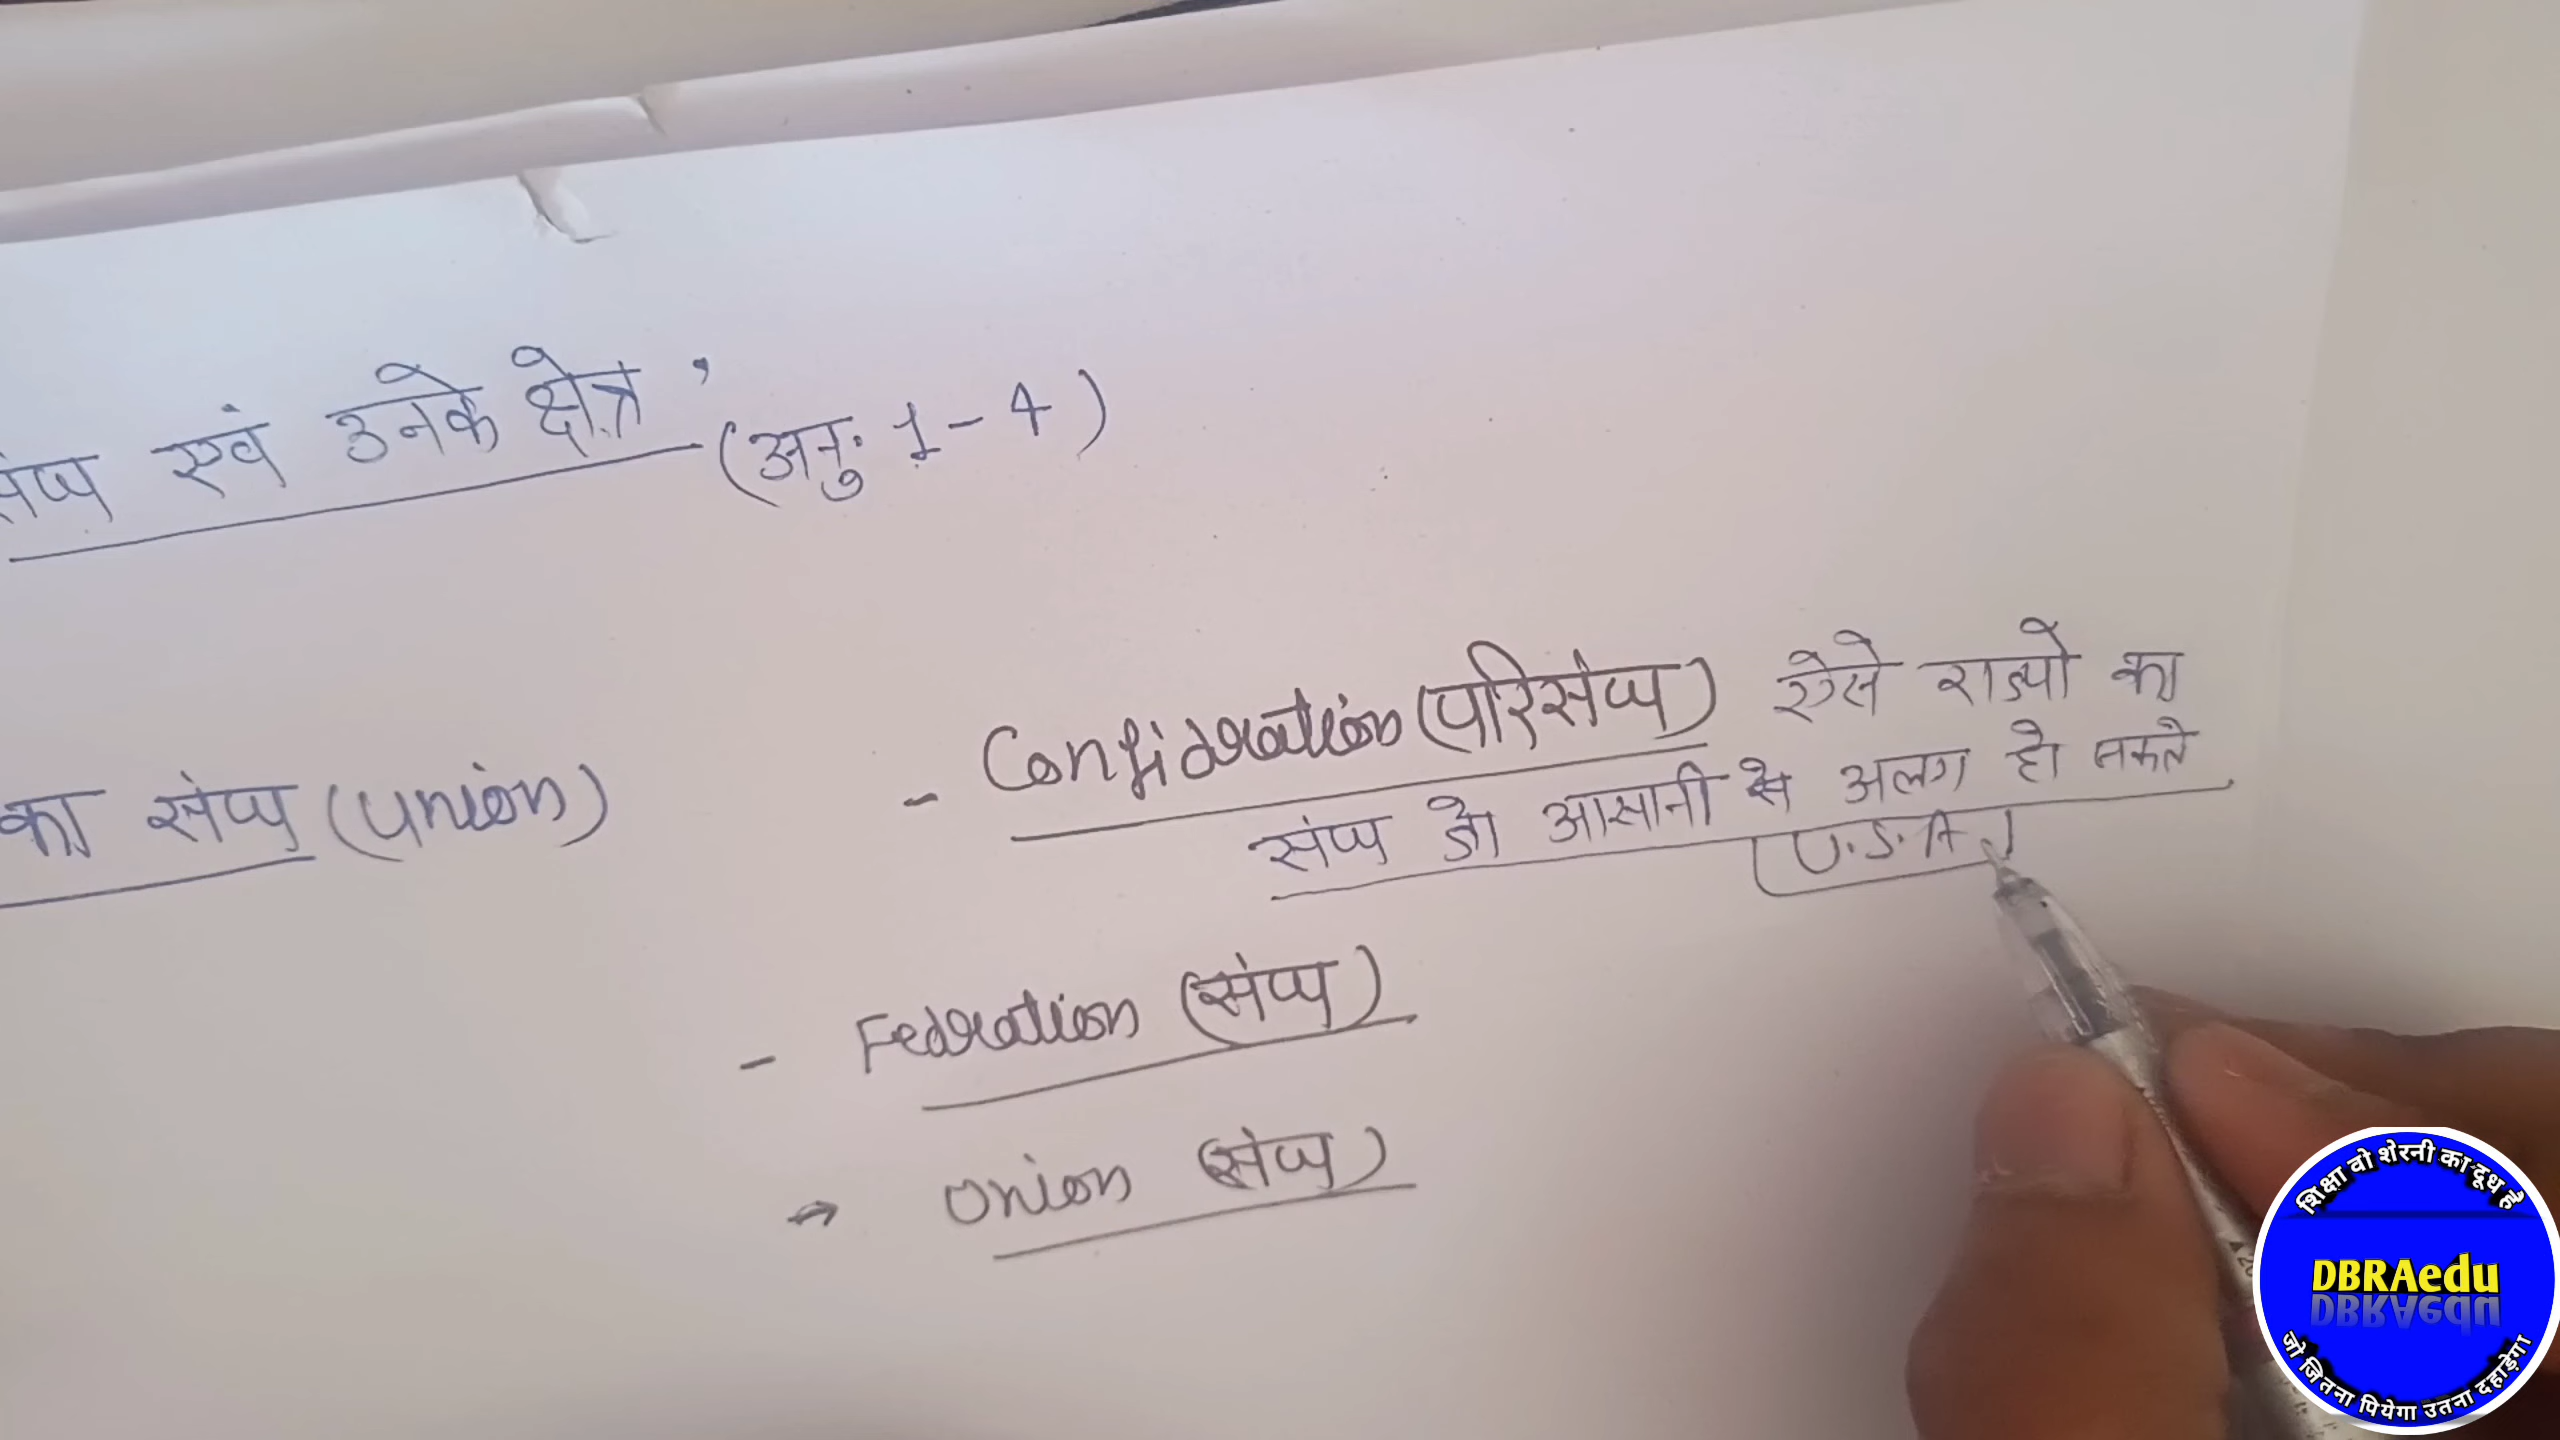 संघ एवं उनके क्षेत्र ' (अनु. 1-4)
का संघ (Union)
- Confidration (परिसंघ) ऐसे राज्यो का
संघ जो आसानी से अलग हो सकते
(U.S.A.)
- Fedration (संघ)
→ Union (संघ)
शिक्षा वो शेरनी का दूध है
DBRAedu
जो जितना पियेगा उतना दहाड़ेगा